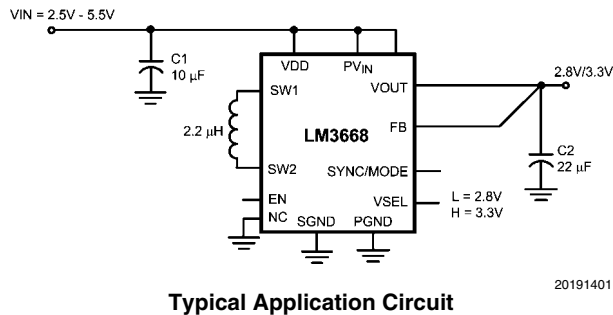 VIN = 2.5V - 5.5V
C1
10 µF
VDD
PVIN
SW1
VOUT
2.8V/3.3V
2.2 µH
LM3668
FB
C2
22 µF
SW2
SYNC/MODE
EN
VSEL
L = 2.8V
H = 3.3V
NC
SGND
PGND
20191401
Typical Application Circuit